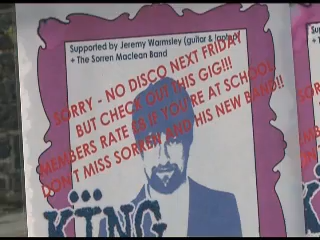 Supported by Jeremy Warmsley (guitar & laptop)
+ The Sorren Maclean Band
SORRY - NO DISCO NEXT FRIDAY
BUT CHECK OUT THIS GIG!!!
MEMBERS RATE £3 IF YOU'RE AT SCHOOL
DON'T MISS SORREN AND HIS NEW BAND!!
KING